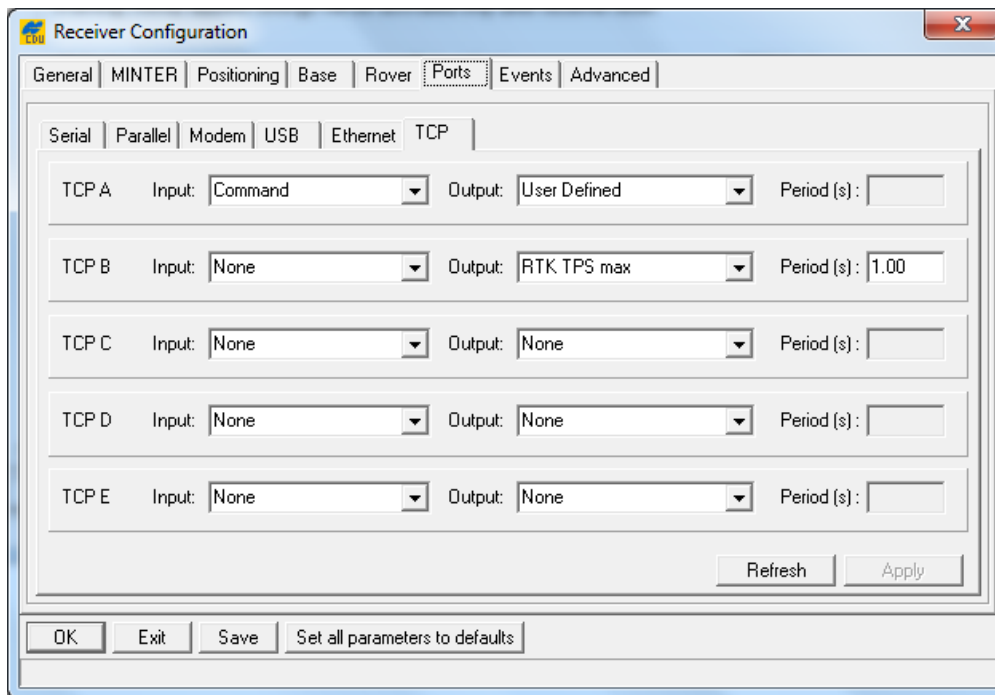 CDU Receiver Configuration X
General MINTER Positioning Base Rover Ports Events Advanced
Serial Parallel Modem USB Ethernet TCP
TCP A Input: Command Output: User Defined Period (s) :
TCP B Input: None Output: RTK TPS max Period (s) : 1.00
TCP C Input: None Output: None Period (s) :
TCP D Input: None Output: None Period (s) :
TCP E Input: None Output: None Period (s) :
Refresh Apply
OK Exit Save Set all parameters to defaults